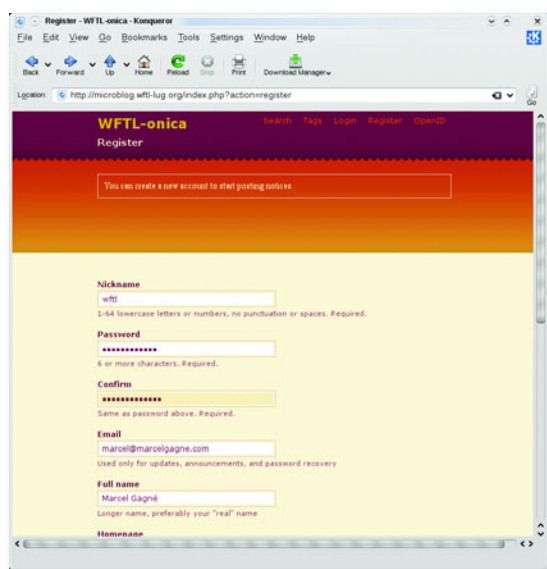 Register - WFTL-onica - Konqueror
File Edit View Go Bookmarks Tools Settings Window Help
Back Forward Up Home Reload Stop Print Download Manager
Location: http://microblog.wftl-lug.org/index.php?action=register
Go
WFTL-onica
Search Tags Login Register OpenID
Register
You can create a new account to start posting notices.
Nickname
wftl
1-64 lowercase letters or numbers, no punctuation or spaces. Required.
Password
••••••••••••
6 or more characters. Required.
Confirm
•••••••••••••
Same as password above. Required.
Email
marcel@marcelgagne.com
Used only for updates, announcements, and password recovery
Full name
Marcel Gagné
Longer name, preferably your "real" name
Homepage